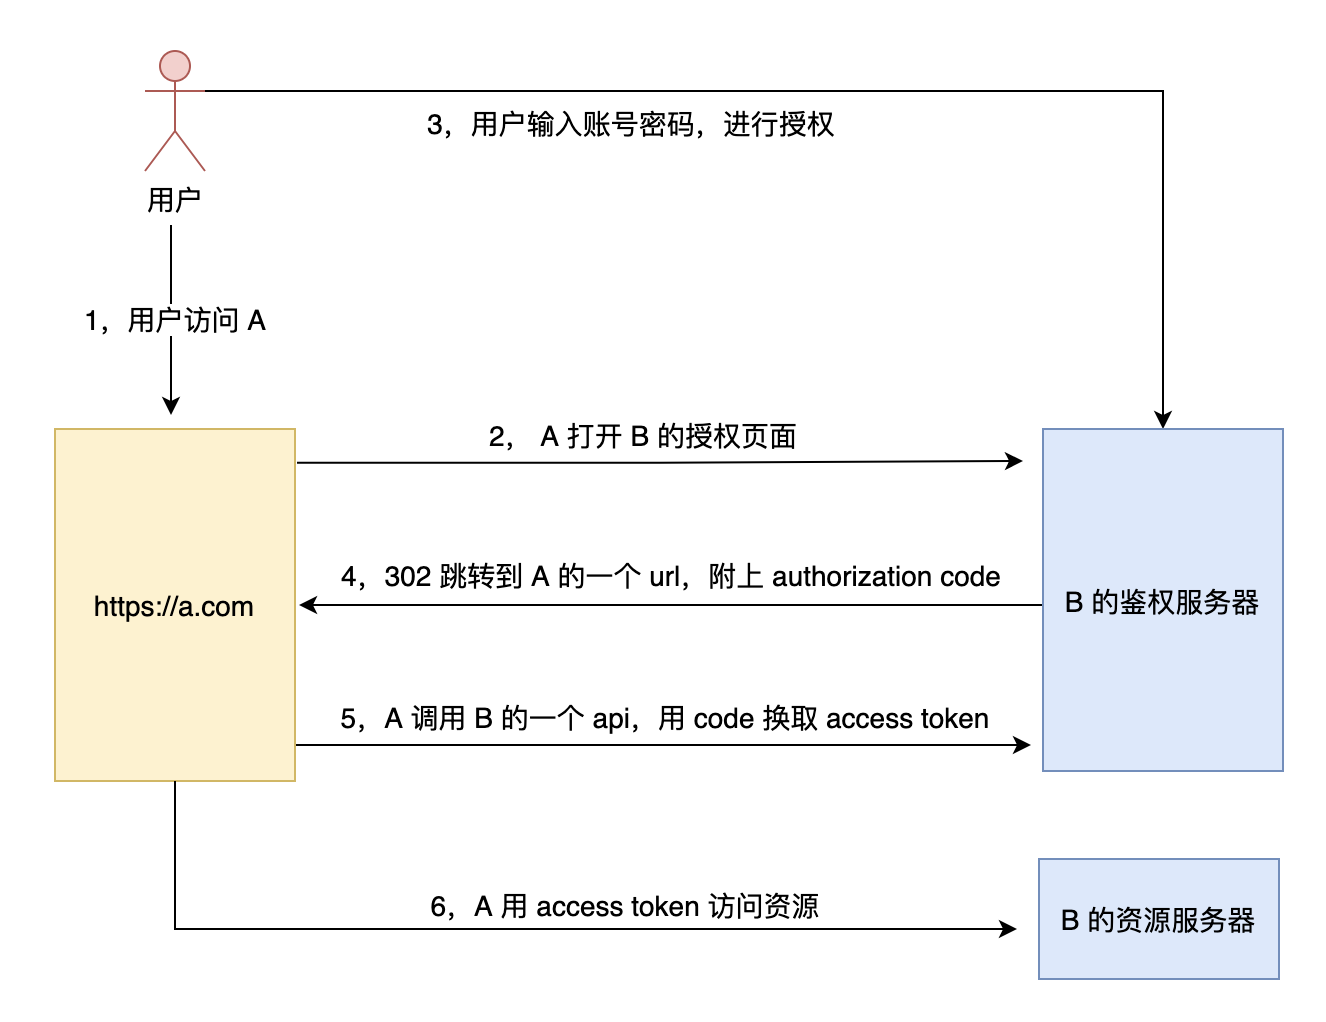 3，用户输入账号密码，进行授权
用户
1，用户访问 A
2， A 打开 B 的授权页面
4，302 跳转到 A 的一个 url，附上 authorization code
https://a.com
B 的鉴权服务器
5，A 调用 B 的一个 api，用 code 换取 access token
6，A 用 access token 访问资源
B 的资源服务器